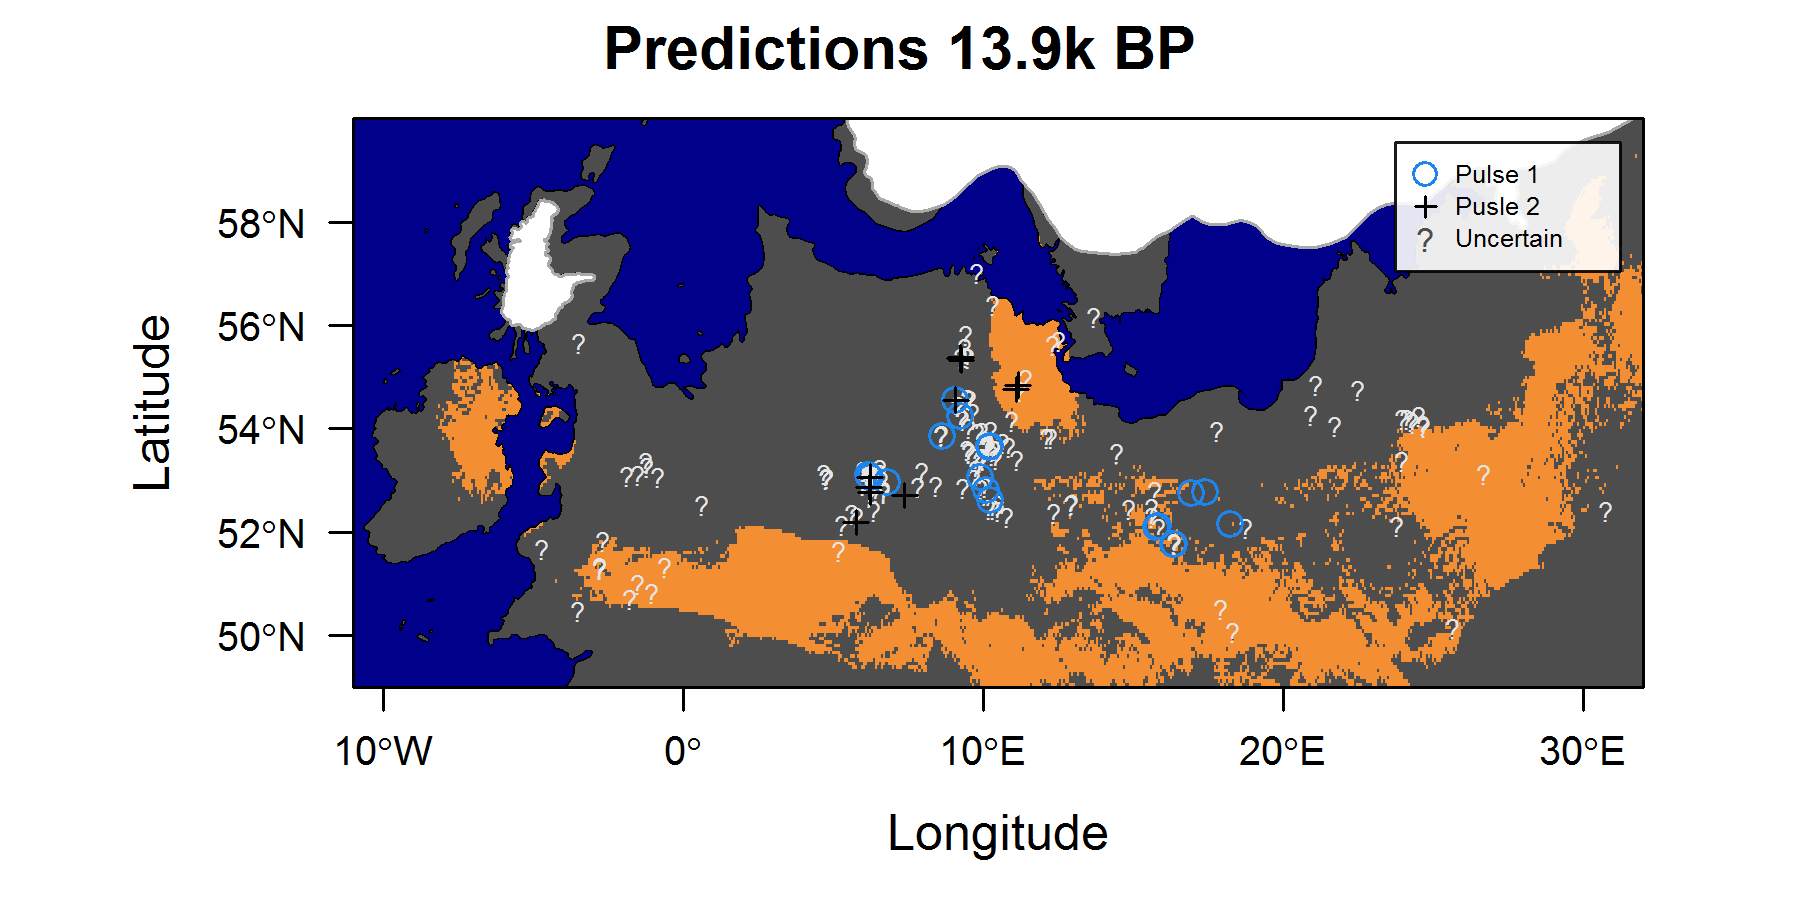 Predictions 13.9k BP
Pulse 1
Pusle 2
? Uncertain
58°N
56°N
54°N
52°N
50°N
Latitude
10°W
0°
10°E
20°E
30°E
Longitude